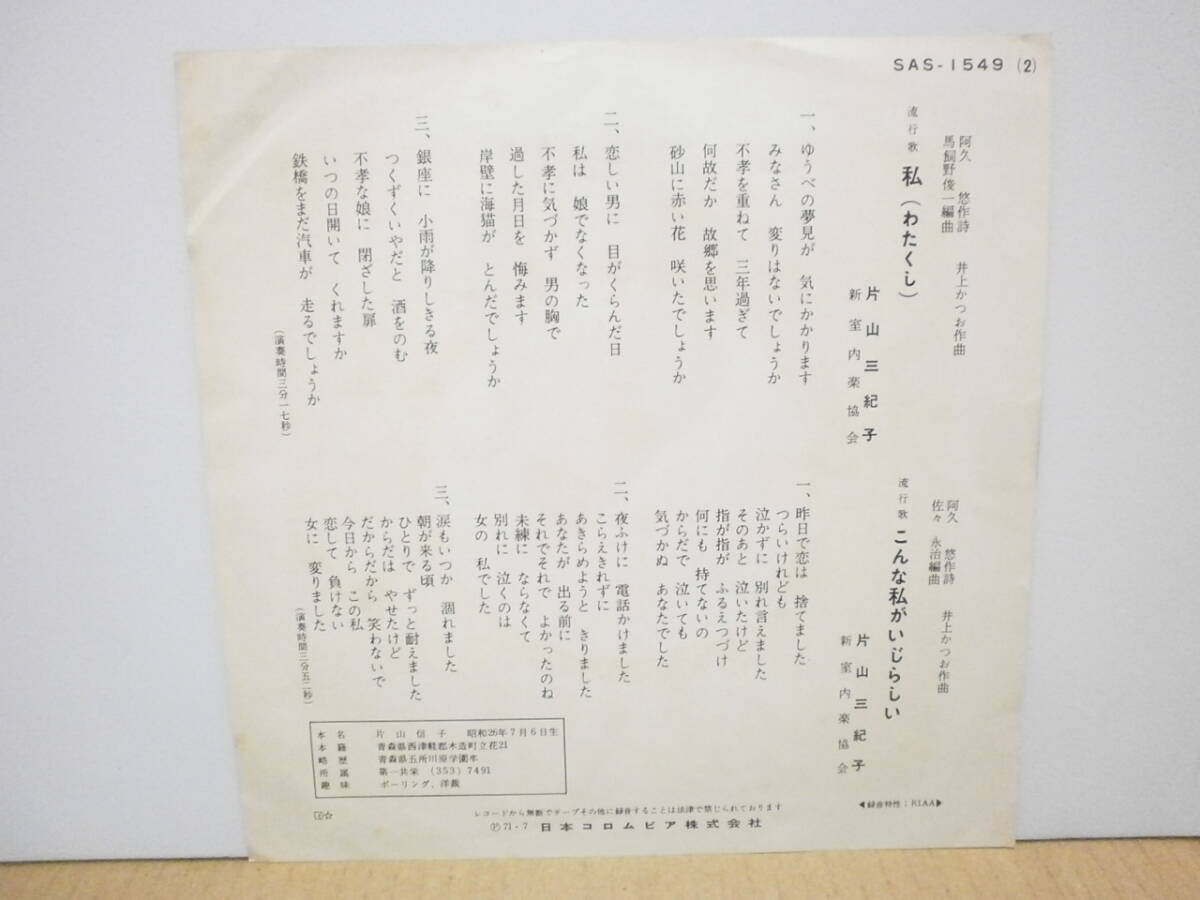 SAS-1549 (2)
阿久 悠作詩 井上かつお作曲
馬飼野俊一編曲
流行歌 私（わたくし）
片山三紀子
新室内楽協会
一、ゆうべの夢見が 気にかかります
みなさん 変りはないでしょうか
不孝を重ねて 三年過ぎて
何故だか 故郷を思います
砂山に赤い花 咲いたでしょうか
二、恋しい男に 目がくらんだ日
私は 娘でなくなった
不孝に気づかず 男の胸で
過した月日を 悔みます
岸壁に海猫が とんだでしょうか
三、銀座に 小雨が降りしきる夜
つくずくいやだと 酒をのむ
不孝な娘に 閉ざした扉
いつの日開いて くれますか
鉄橋をまだ汽車が 走るでしょうか
（演奏時間三分一七秒）
阿久 悠作詩 井上かつお作曲
佐々 永治編曲
流行歌 こんな私がいじらしい
片山三紀子
新室内楽協会
一、昨日で恋は 捨てました
つらいけれども
泣かずに 別れ言えました
そのあと 泣いたけど
指が指が ふるえつづけ
何にも 持てないの
からだで 泣いても
気づかぬ あなたでした
二、夜ふけに 電話かけました
こらえきれずに
あきらめようと きりました
あなたが 出る前に
それでそれで よかったのね
未練に ならなくて
別れに 泣くのは
女の 私でした
三、涙もいつか 涸れました
朝が来る頃
ひとりで ずっと耐えました
からだは やせたけど
だからだから 笑わないで
今日から この私
恋して 負けない
女に 変りました
（演奏時間三分五二秒）
本名 片山信子 昭和26年7月6日生
本籍 青森県西津軽郡木造町立花21
略歴 青森県五所川原学園卒
所属 第一共栄 (353) 7491
趣味 ボーリング、洋裁
◀録音特性：RIAA▶
レコードから無断でテープその他に録音することは法律で禁じられております
Ⓟ71・7 日本コロムビア株式会社